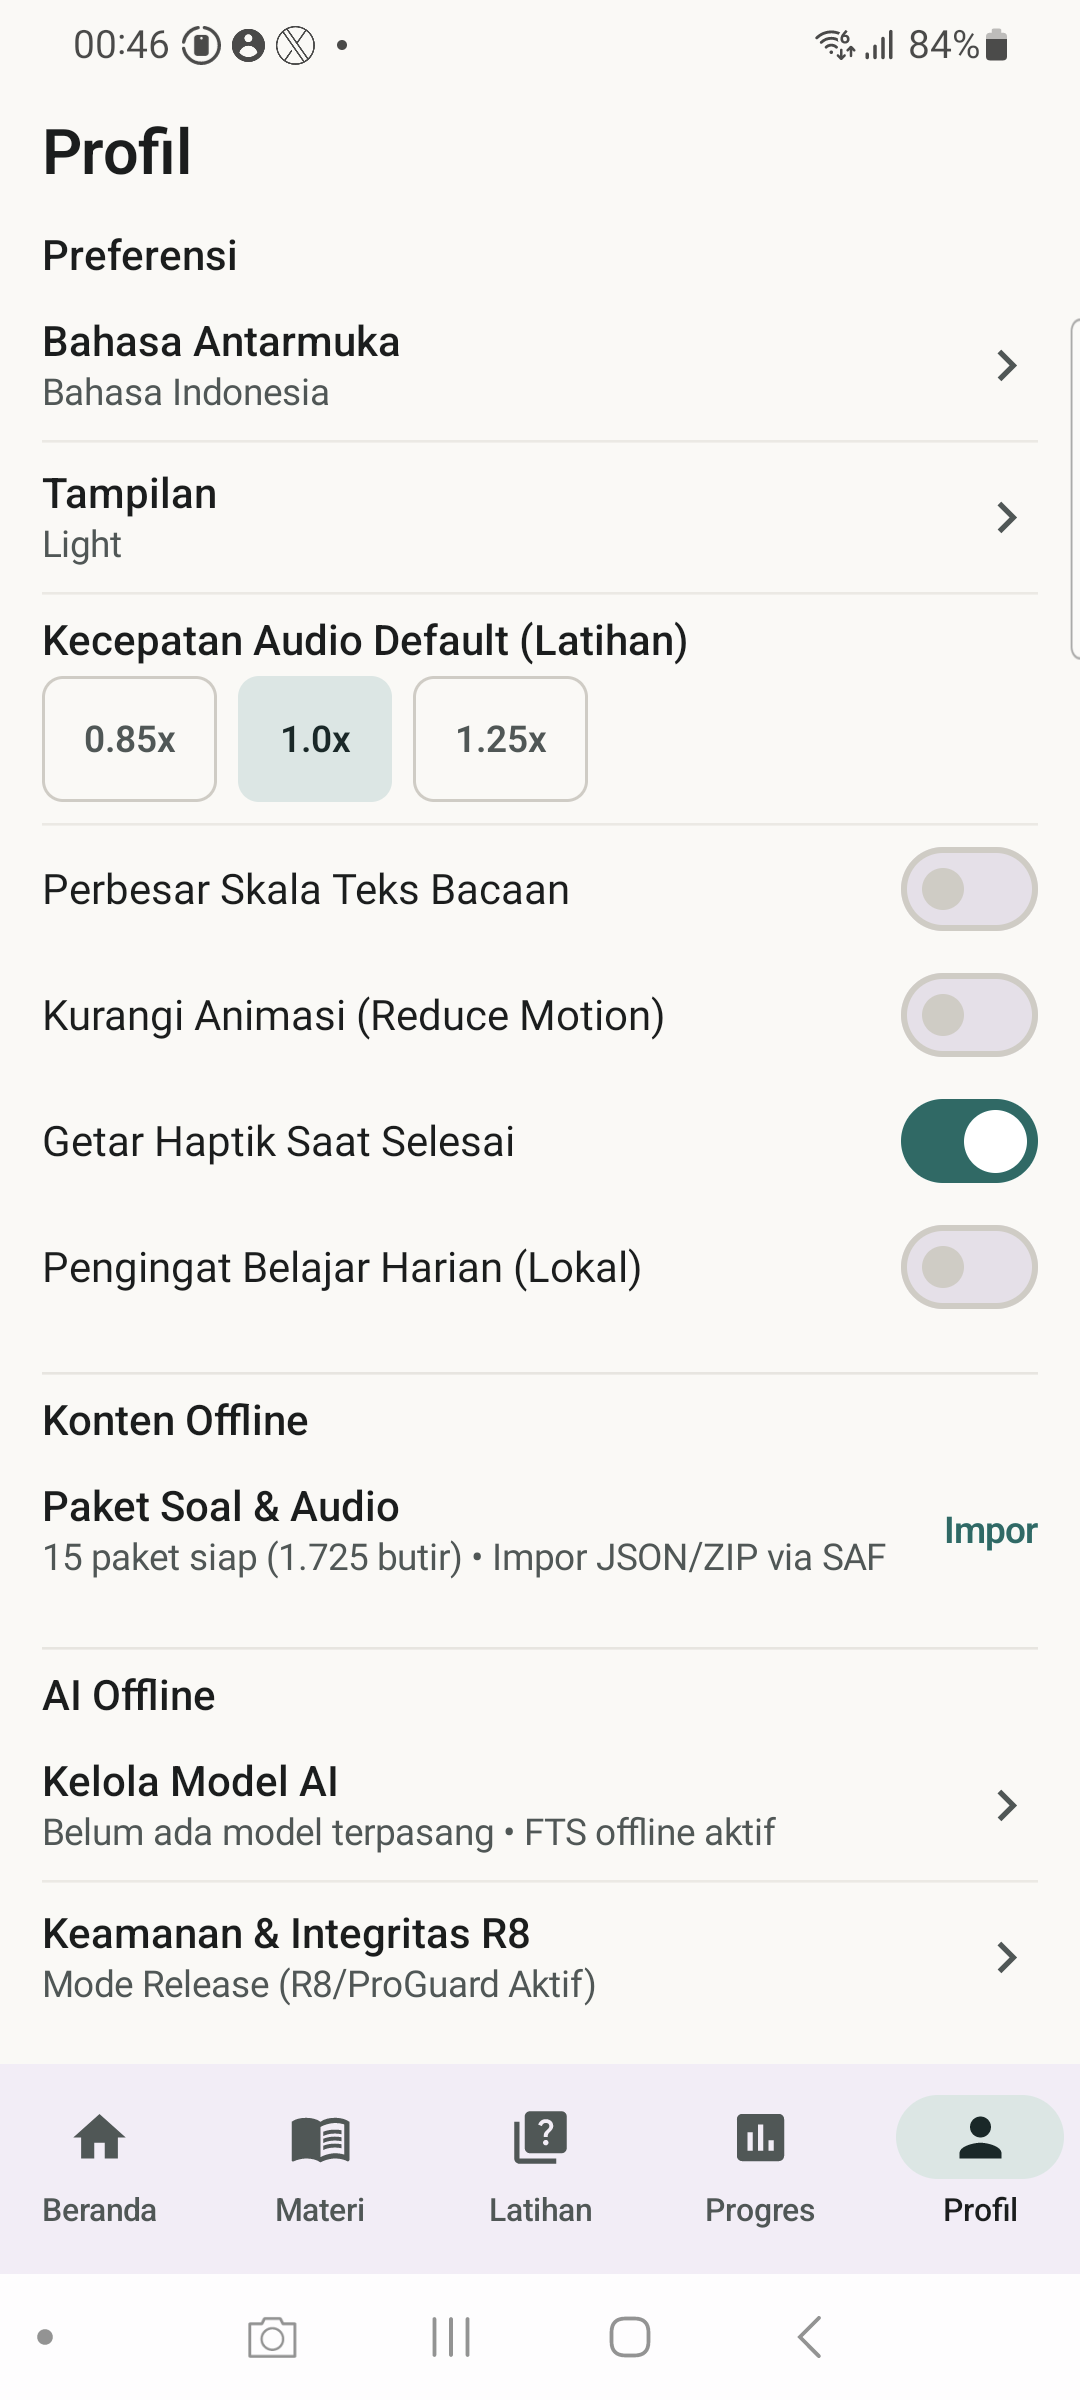 00:46
84%
Profil
Preferensi
Bahasa Antarmuka
Bahasa Indonesia
Tampilan
Light
Kecepatan Audio Default (Latihan)
0.85x 1.0x 1.25x
Perbesar Skala Teks Bacaan
Kurangi Animasi (Reduce Motion)
Getar Haptik Saat Selesai
Pengingat Belajar Harian (Lokal)
Konten Offline
Paket Soal & Audio
15 paket siap (1.725 butir) • Impor JSON/ZIP via SAF
Impor
AI Offline
Kelola Model AI
Belum ada model terpasang • FTS offline aktif
Keamanan & Integritas R8
Mode Release (R8/ProGuard Aktif)
Beranda Materi Latihan Progres Profil